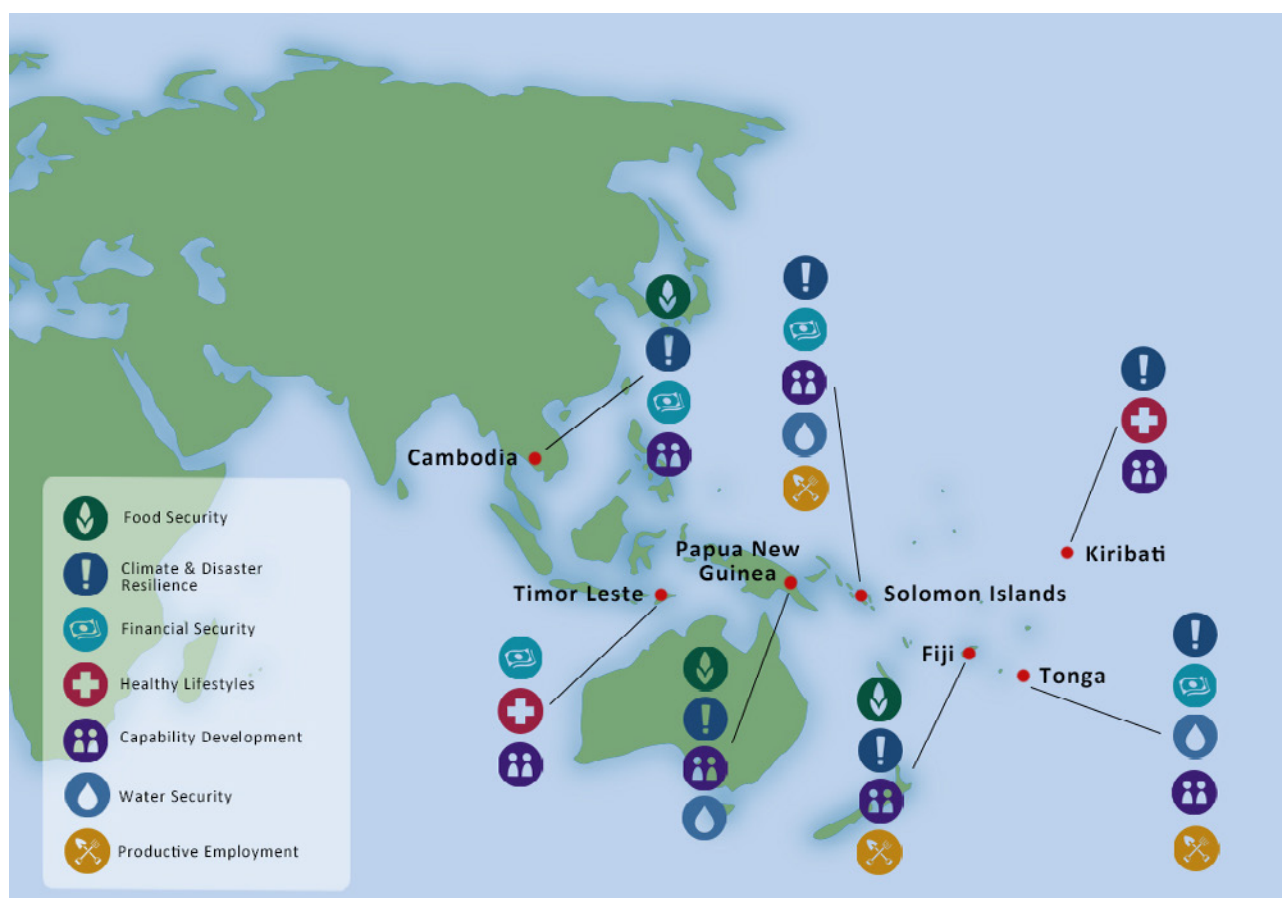 Cambodia
Papua New
Guinea
Timor Leste
Solomon Islands
Kiribati
Fiji
Tonga
Food Security
Climate & Disaster
Resilience
Financial Security
Healthy Lifestyles
Capability Development
Water Security
Productive Employment